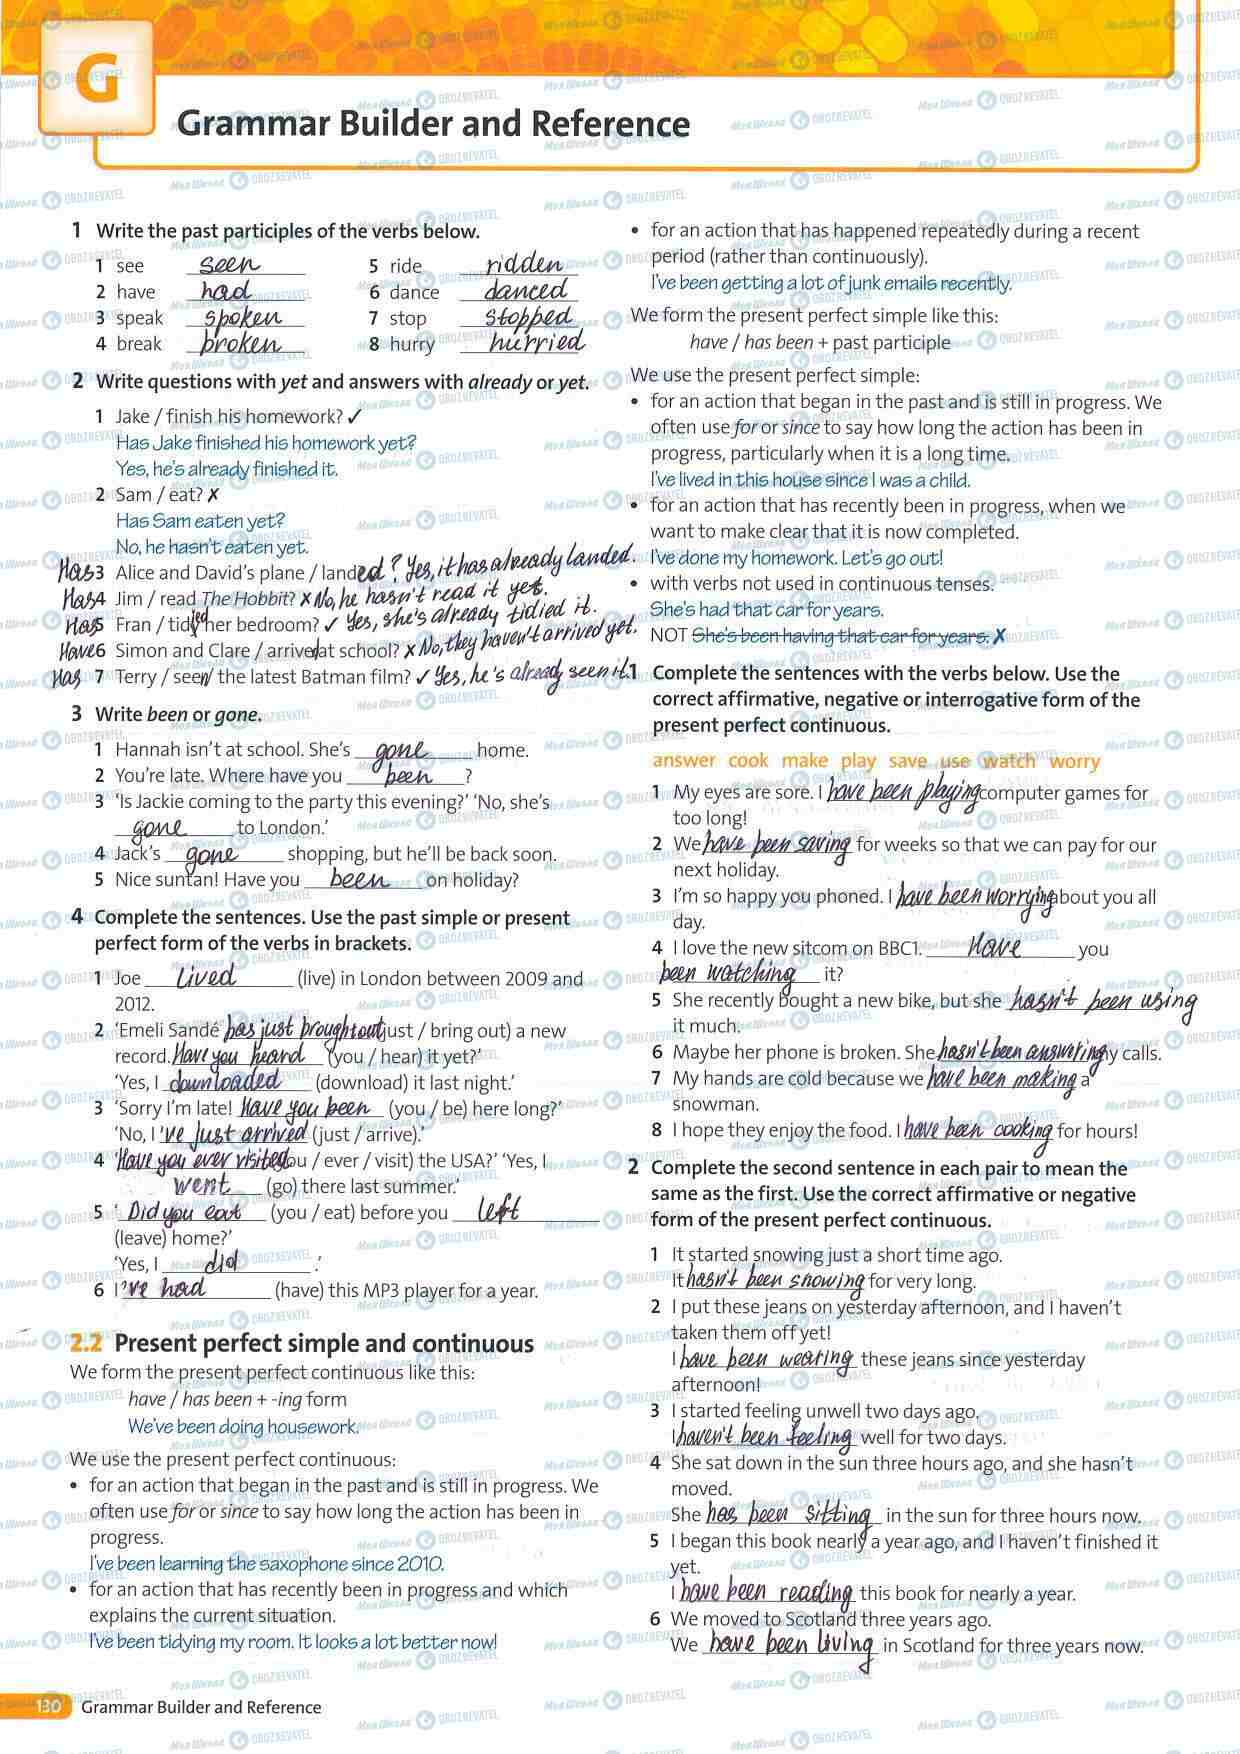 G
Grammar Builder and Reference
1 Write the past participles of the verbs below.
1 see seen
2 have had
3 speak spoken
4 break broken
5 ride ridden
6 dance danced
7 stop stopped
8 hurry hurried
2 Write questions with yet and answers with already or yet.
1 Jake / finish his homework? ✓
Has Jake finished his homework yet?
Yes, he's already finished it.
2 Sam / eat? ✗
Has Sam eaten yet?
No, he hasn't eaten yet.
Has 3 Alice and David's plane / landed? Yes, it has already landed.
Has 4 Jim / read The Hobbit? ✗ No, he hasn't read it yet.
Has 5 Fran / tidied her bedroom? ✓ Yes, she's already tidied it.
Have 6 Simon and Clare / arrived at school? ✗ No, they haven't arrived yet.
Has 7 Terry / seen / the latest Batman film? ✓ Yes, he's already seen it.
3 Write been or gone.
1 Hannah isn't at school. She's gone home.
2 You're late. Where have you been?
3 'Is Jackie coming to the party this evening?' 'No, she's
gone to London.'
4 Jack's gone shopping, but he'll be back soon.
5 Nice suntan! Have you been on holiday?
4 Complete the sentences. Use the past simple or present
perfect form of the verbs in brackets.
1 Joe lived (live) in London between 2009 and
2012.
2 'Emeli Sandé has just brought out (just / bring out) a new
record. Have you heard (you / hear) it yet?'
'Yes, I downloaded (download) it last night.'
3 'Sorry I'm late! Have you been (you / be) here long?'
'No, I 've just arrived (just / arrive).'
4 'Have you ever visited (you / ever / visit) the USA?' 'Yes, I
went (go) there last summer.'
5 'Did you eat (you / eat) before you left
(leave) home?'
'Yes, I did.'
6 I 've had (have) this MP3 player for a year.
2.2 Present perfect simple and continuous
We form the present perfect continuous like this:
have / has been + -ing form
We've been doing housework.
We use the present perfect continuous:
• for an action that began in the past and is still in progress. We
often use for or since to say how long the action has been in
progress.
I've been learning the saxophone since 2010.
• for an action that has recently been in progress and which
explains the current situation.
I've been tidying my room. It looks a lot better now!
• for an action that has happened repeatedly during a recent
period (rather than continuously).
I've been getting a lot of junk emails recently.
We form the present perfect simple like this:
have / has been + past participle
We use the present perfect simple:
• for an action that began in the past and is still in progress. We
often use for or since to say how long the action has been in
progress, particularly when it is a long time.
I've lived in this house since I was a child.
• for an action that has recently been in progress, when we
want to make clear that it is now completed.
I've done my homework. Let's go out!
• with verbs not used in continuous tenses.
She's had that car for years.
NOT She's been having that car for years. ✗
1 Complete the sentences with the verbs below. Use the
correct affirmative, negative or interrogative form of the
present perfect continuous.
answer cook make play save use watch worry
1 My eyes are sore. I have been playing computer games for
too long!
2 We have been saving for weeks so that we can pay for our
next holiday.
3 I'm so happy you phoned. I have been worrying about you all
day.
4 I love the new sitcom on BBC1. Have you
been watching it?
5 She recently bought a new bike, but she hasn't been using
it much.
6 Maybe her phone is broken. She hasn't been answering my calls.
7 My hands are cold because we have been making a
snowman.
8 I hope they enjoy the food. I have been cooking for hours!
2 Complete the second sentence in each pair to mean the
same as the first. Use the correct affirmative or negative
form of the present perfect continuous.
1 It started snowing just a short time ago.
It hasn't been snowing for very long.
2 I put these jeans on yesterday afternoon, and I haven't
taken them off yet!
I have been wearing these jeans since yesterday
afternoon!
3 I started feeling unwell two days ago.
I haven't been feeling well for two days.
4 She sat down in the sun three hours ago, and she hasn't
moved.
She has been sitting in the sun for three hours now.
5 I began this book nearly a year ago, and I haven't finished it
yet.
I have been reading this book for nearly a year.
6 We moved to Scotland three years ago.
We have been living in Scotland for three years now.
130 Grammar Builder and Reference